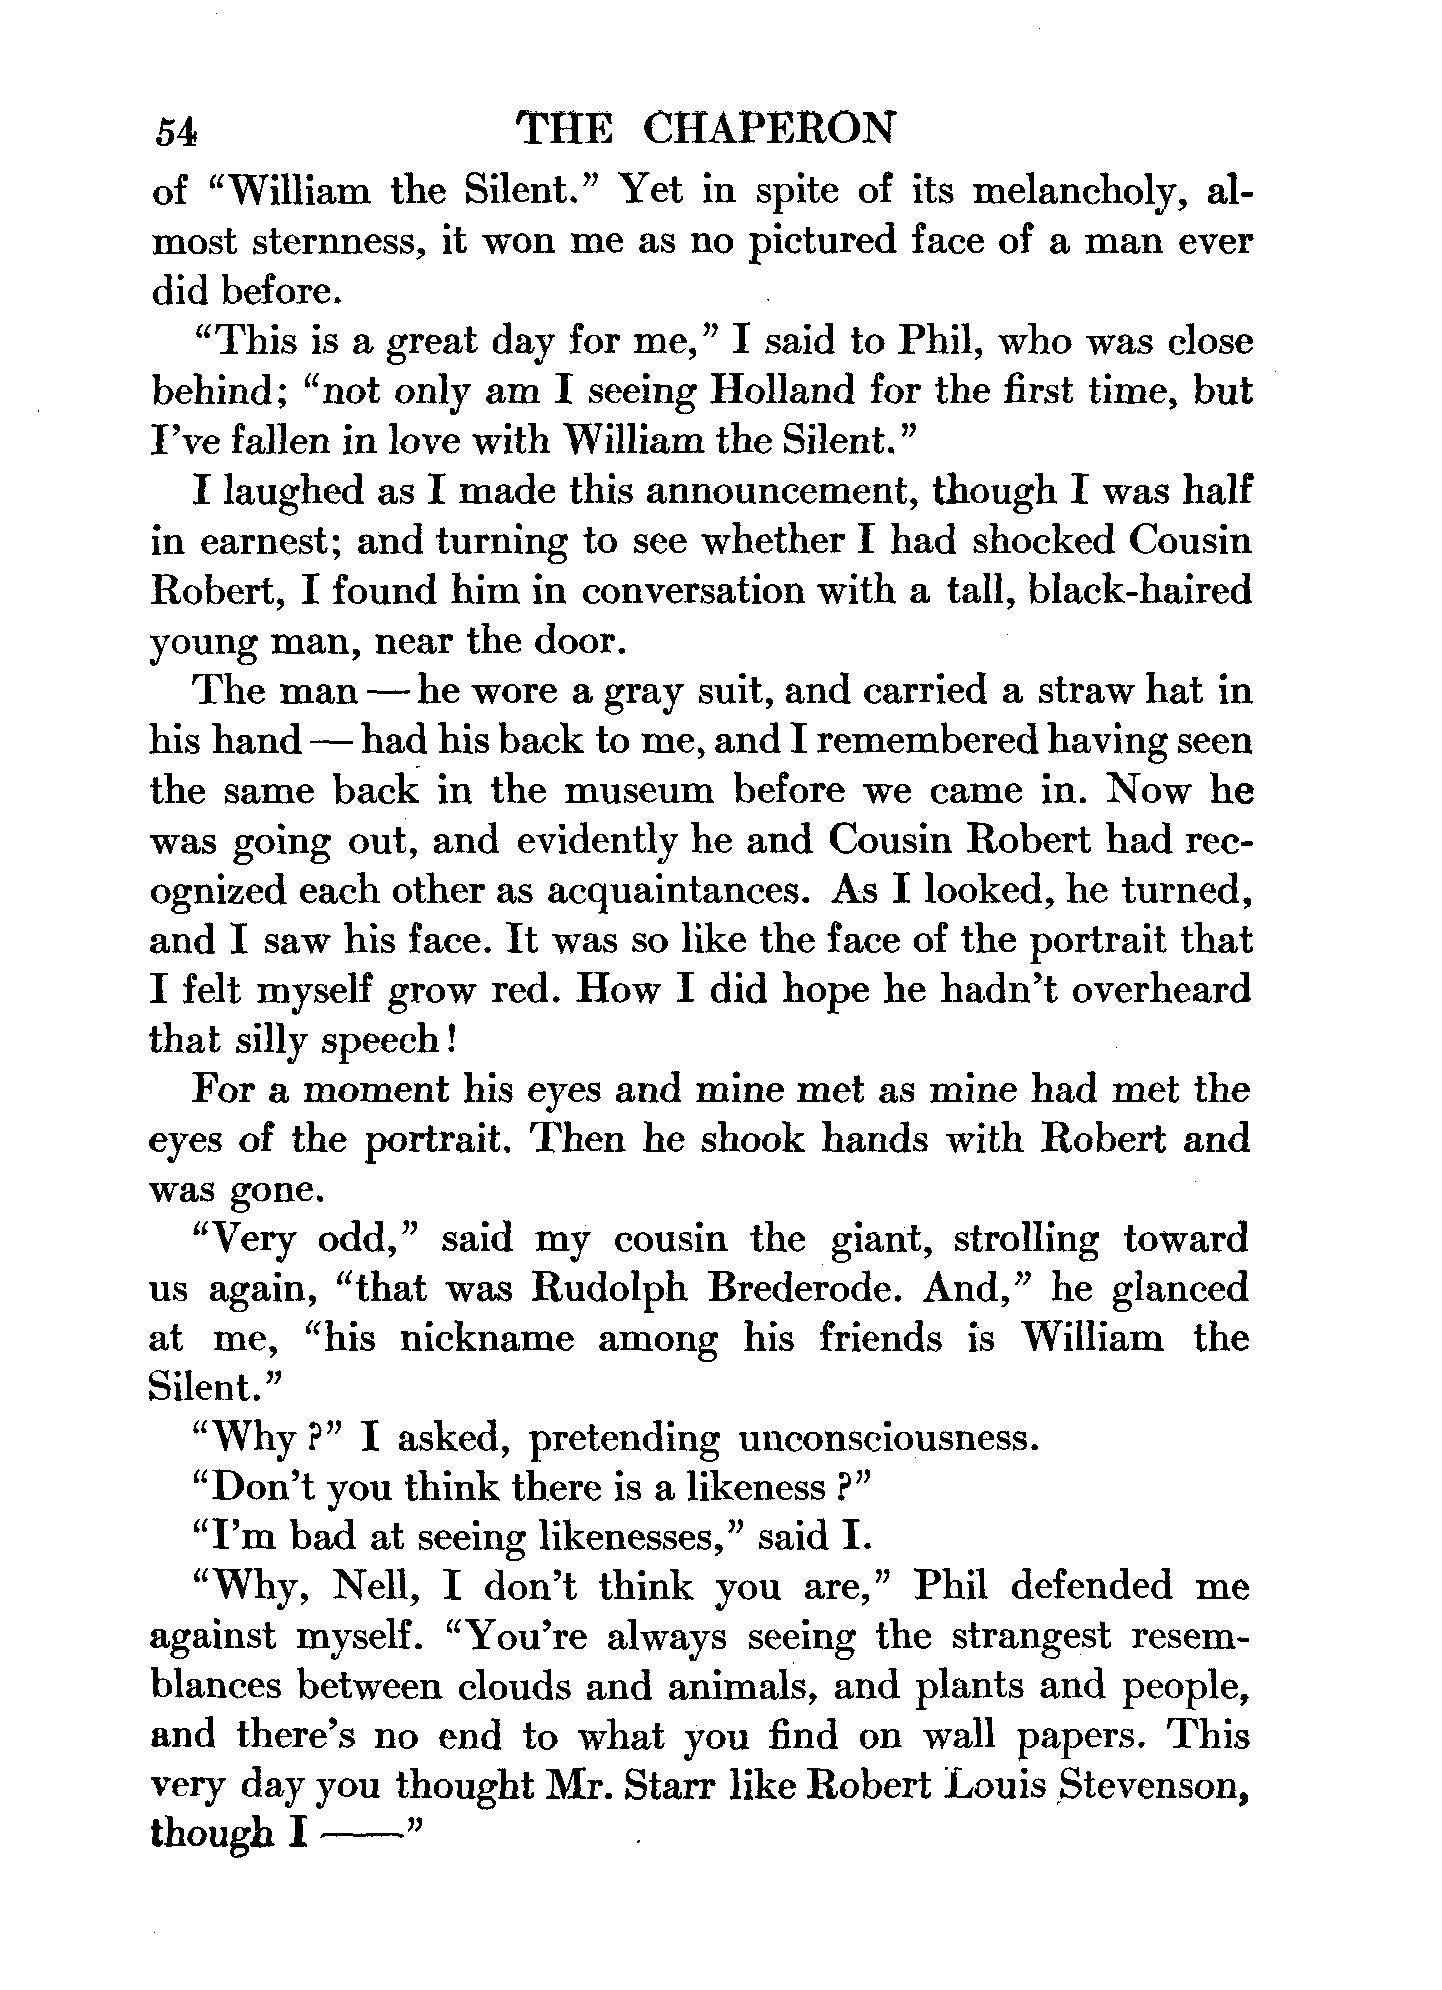 54 THE CHAPERON
of “William the Silent.” Yet in spite of its melancholy, al-
most sternness, it won me as no pictured face of a man ever
did before.
“This is a great day for me,” I said to Phil, who was close
behind; “not only am I seeing Holland for the first time, but
I’ve fallen in love with William the Silent.”
I laughed as I made this announcement, though I was half
in earnest; and turning to see whether I had shocked Cousin
Robert, I found him in conversation with a tall, black-haired
young man, near the door.
The man — he wore a gray suit, and carried a straw hat in
his hand — had his back to me, and I remembered having seen
the same back in the museum before we came in. Now he
was going out, and evidently he and Cousin Robert had rec-
ognized each other as acquaintances. As I looked, he turned,
and I saw his face. It was so like the face of the portrait that
I felt myself grow red. How I did hope he hadn’t overheard
that silly speech!
For a moment his eyes and mine met as mine had met the
eyes of the portrait. Then he shook hands with Robert and
was gone.
“Very odd,” said my cousin the giant, strolling toward
us again, “that was Rudolph Brederode. And,” he glanced
at me, “his nickname among his friends is William the
Silent.”
“Why?” I asked, pretending unconsciousness.
“Don’t you think there is a likeness?”
“I’m bad at seeing likenesses,” said I.
“Why, Nell, I don’t think you are,” Phil defended me
against myself. “You’re always seeing the strangest resem-
blances between clouds and animals, and plants and people,
and there’s no end to what you find on wall papers. This
very day you thought Mr. Starr like Robert Louis Stevenson,
though I ——”